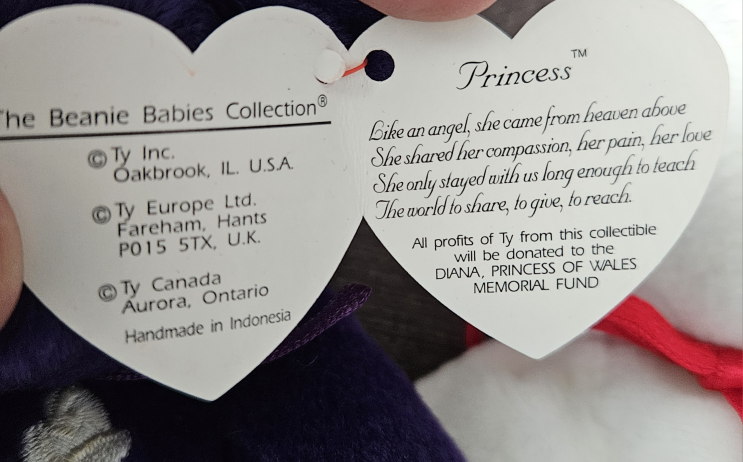 The Beanie Babies Collection®
© Ty Inc.
Oakbrook, IL. U.S.A.
© Ty Europe Ltd.
Fareham, Hants
P015 5TX, U.K.
© Ty Canada
Aurora, Ontario
Handmade in Indonesia
Princess™
Like an angel, she came from heaven above
She shared her compassion, her pain, her love
She only stayed with us long enough to teach
The world to share, to give, to reach.
All profits of Ty from this collectible
will be donated to the
DIANA, PRINCESS OF WALES
MEMORIAL FUND